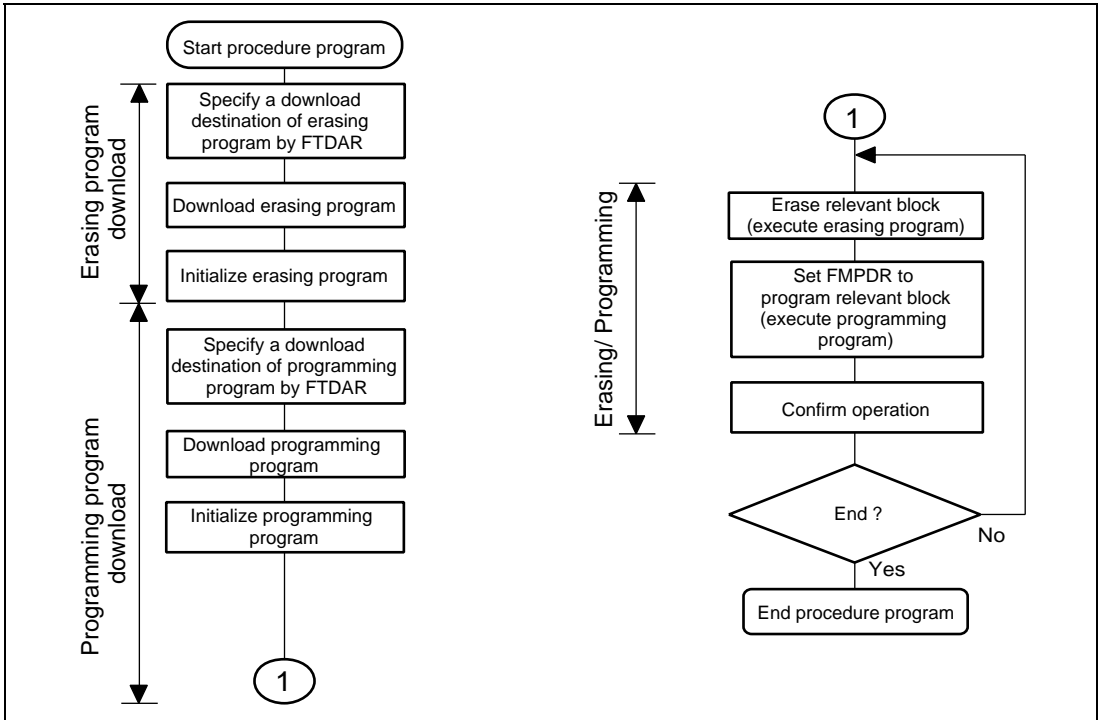 Start procedure program
Erasing program
download
Specify a download
destination of erasing
program by FTDAR
Download erasing program
Initialize erasing program
Programming program
download
Specify a download
destination of programming
program by FTDAR
Download programming
program
Initialize programming
program
1
1
Erasing/ Programming
Erase relevant block
(execute erasing program)
Set FMPDR to
program relevant block
(execute programming
program)
Confirm operation
End ?
No
Yes
End procedure program